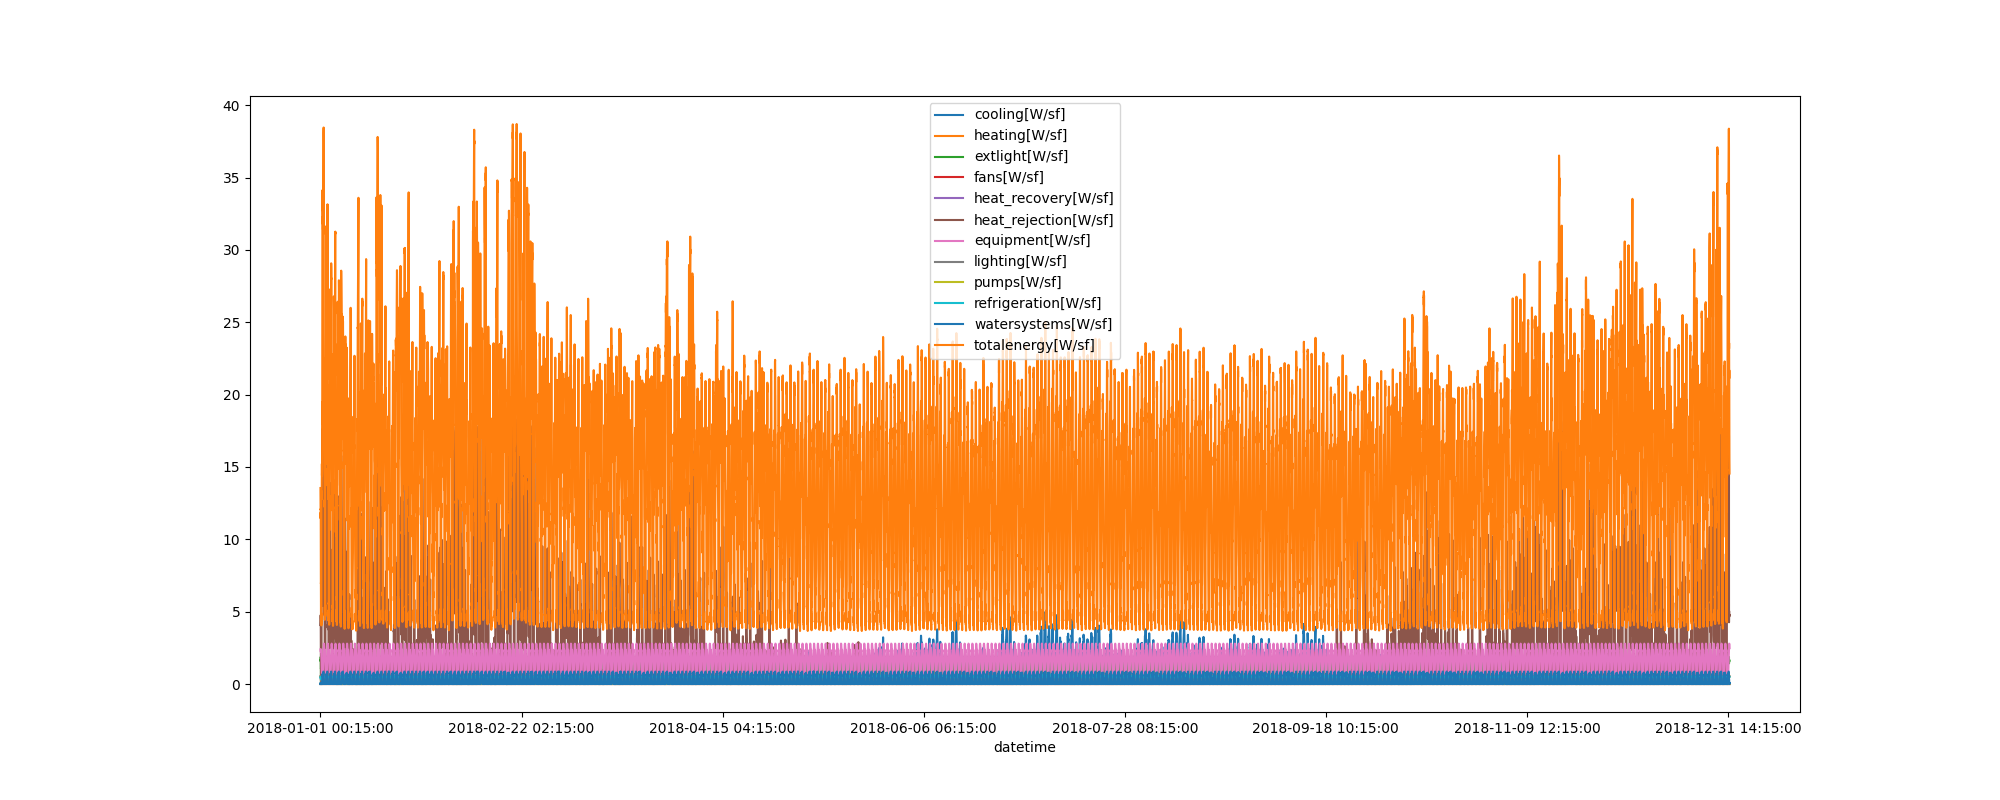 40
35
30
25
20
15
10
5
0
cooling[W/sf]
heating[W/sf]
extlight[W/sf]
fans[W/sf]
heat_recovery[W/sf]
heat_rejection[W/sf]
equipment[W/sf]
lighting[W/sf]
pumps[W/sf]
refrigeration[W/sf]
watersystems[W/sf]
totalenergy[W/sf]
2018-01-01 00:15:00 2018-02-22 02:15:00 2018-04-15 04:15:00 2018-06-06 06:15:00 2018-07-28 08:15:00 2018-09-18 10:15:00 2018-11-09 12:15:00 2018-12-31 14:15:00
datetime